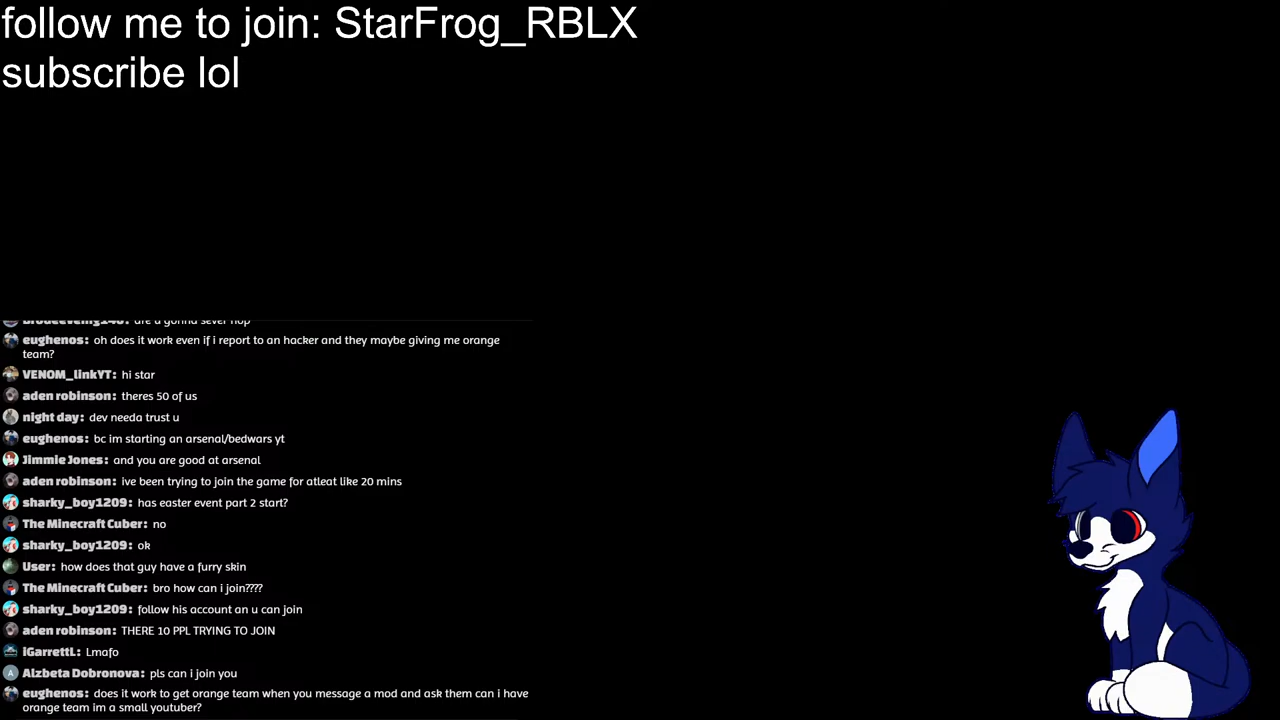 follow me to join: StarFrog_RBLX
subscribe lol
are u gonna sever hop
eughenos: oh does it work even if i report to an hacker and they maybe giving me orange
team?
VENOM_linkYT: hi star
aden robinson: theres 50 of us
night day: dev needa trust u
eughenos: bc im starting an arsenal/bedwars yt
Jimmie Jones: and you are good at arsenal
aden robinson: ive been trying to join the game for atleat like 20 mins
sharky_boy1209: has easter event part 2 start?
The Minecraft Cuber: no
sharky_boy1209: ok
User: how does that guy have a furry skin
The Minecraft Cuber: bro how can i join????
sharky_boy1209: follow his account an u can join
aden robinson: THERE 10 PPL TRYING TO JOIN
iGarrettL: Lmafo
A Alzbeta Dobronova: pls can i join you
eughenos: does it work to get orange team when you message a mod and ask them can i have
orange team im a small youtuber?